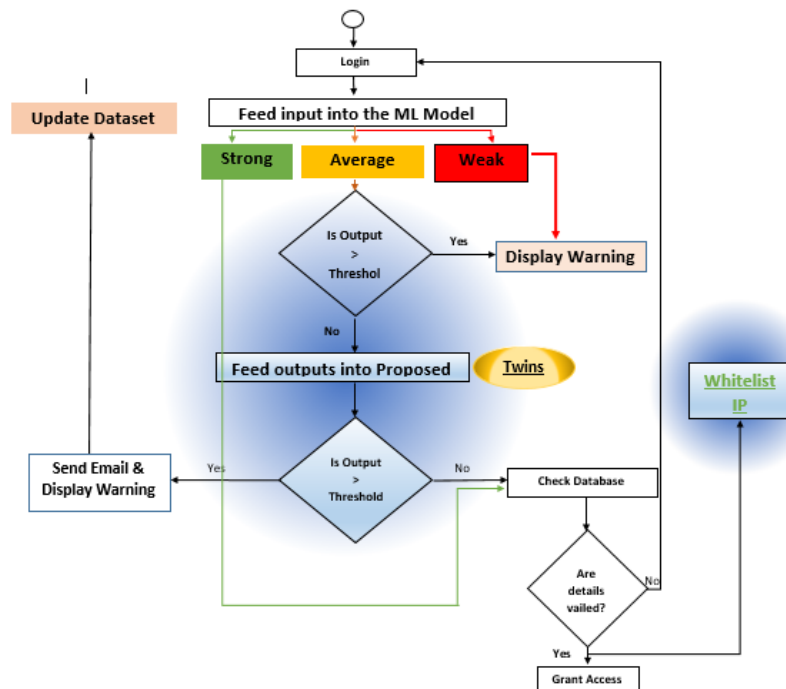 Login
Feed input into the ML Model
Update Dataset
Strong
Average
Weak
Is Output
>
Threshol
Yes
Display Warning
No
Feed outputs into Proposed
Twins
Whitelist
IP
Send Email &
Display Warning
Yes
Is Output
>
Threshold
No
Check Database
Are
details
vailed?
No
Yes
Grant Access